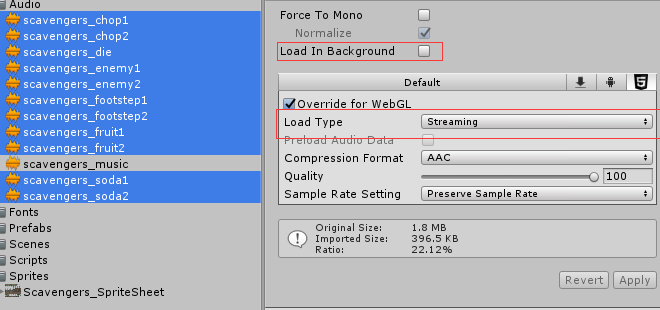 Audio
scavengers_chop1
scavengers_chop2
scavengers_die
scavengers_enemy1
scavengers_enemy2
scavengers_footstep1
scavengers_footstep2
scavengers_fruit1
scavengers_fruit2
scavengers_music
scavengers_soda1
scavengers_soda2
Fonts
Prefabs
Scenes
Scripts
Sprites
Scavengers_SpriteSheet
Force To Mono
Normalize
Load In Background
Default
Override for WebGL
Load Type Streaming
Preload Audio Data
Compression Format AAC
Quality 100
Sample Rate Setting Preserve Sample Rate
Original Size: 1.8 MB
Imported Size: 396.5 KB
Ratio: 22.12%
Revert Apply